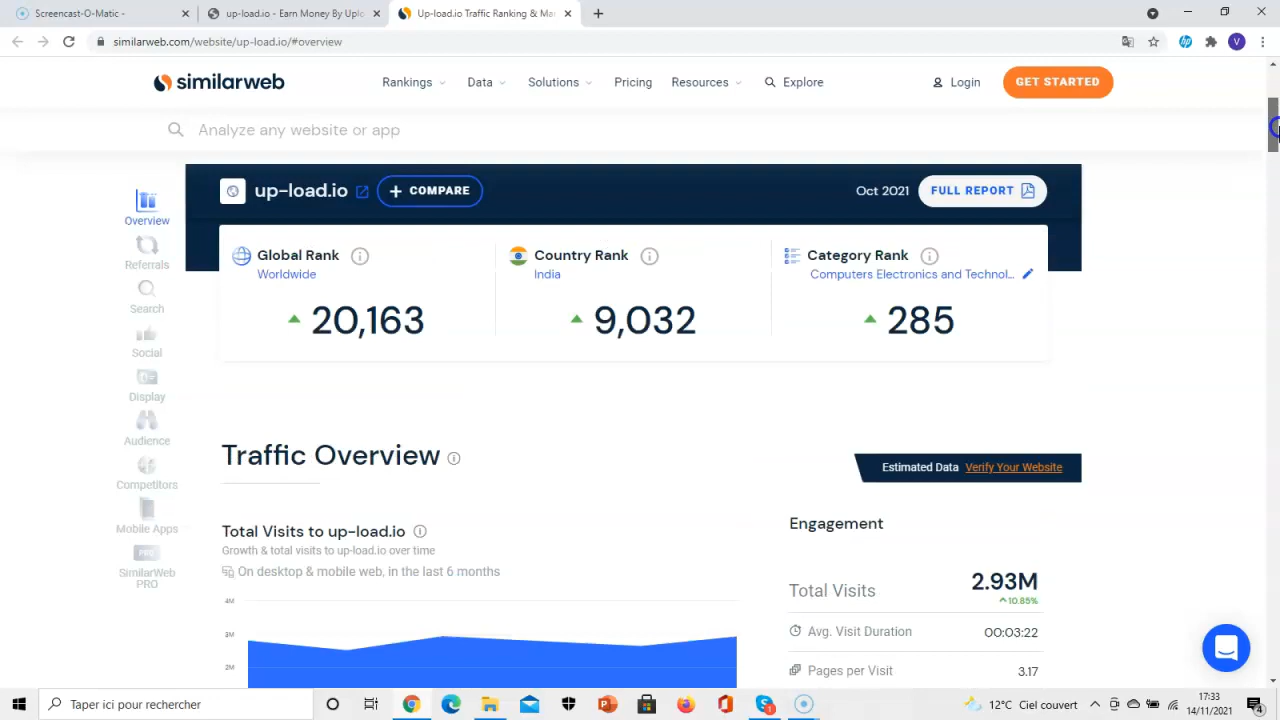 Screencast-O-Matic
up-load.io - Earn Money By Uplo
Up-load.io Traffic Ranking & Mar
similarweb.com/website/up-load.io/#overview
V
similarweb
Rankings
Data
Solutions
Pricing
Resources
Explore
Login
GET STARTED
Analyze any website or app
up-load.io
+ COMPARE
Oct 2021
FULL REPORT
Overview
Referrals
Search
Social
Display
Audience
Competitors
Mobile Apps
PRO
SimilarWeb
PRO
Global Rank
Worldwide
20,163
Country Rank
India
9,032
Category Rank
Computers Electronics and Technol...
285
Traffic Overview
Estimated Data Verify Your Website
Total Visits to up-load.io
Growth & total visits to up-load.io over time
On desktop & mobile web, in the last 6 months
4M
3M
2M
Engagement
Total Visits
2.93M
10.85%
Avg. Visit Duration
00:03:22
Pages per Visit
3.17
Taper ici pour rechercher
12°C Ciel couvert
17:33
14/11/2021
4